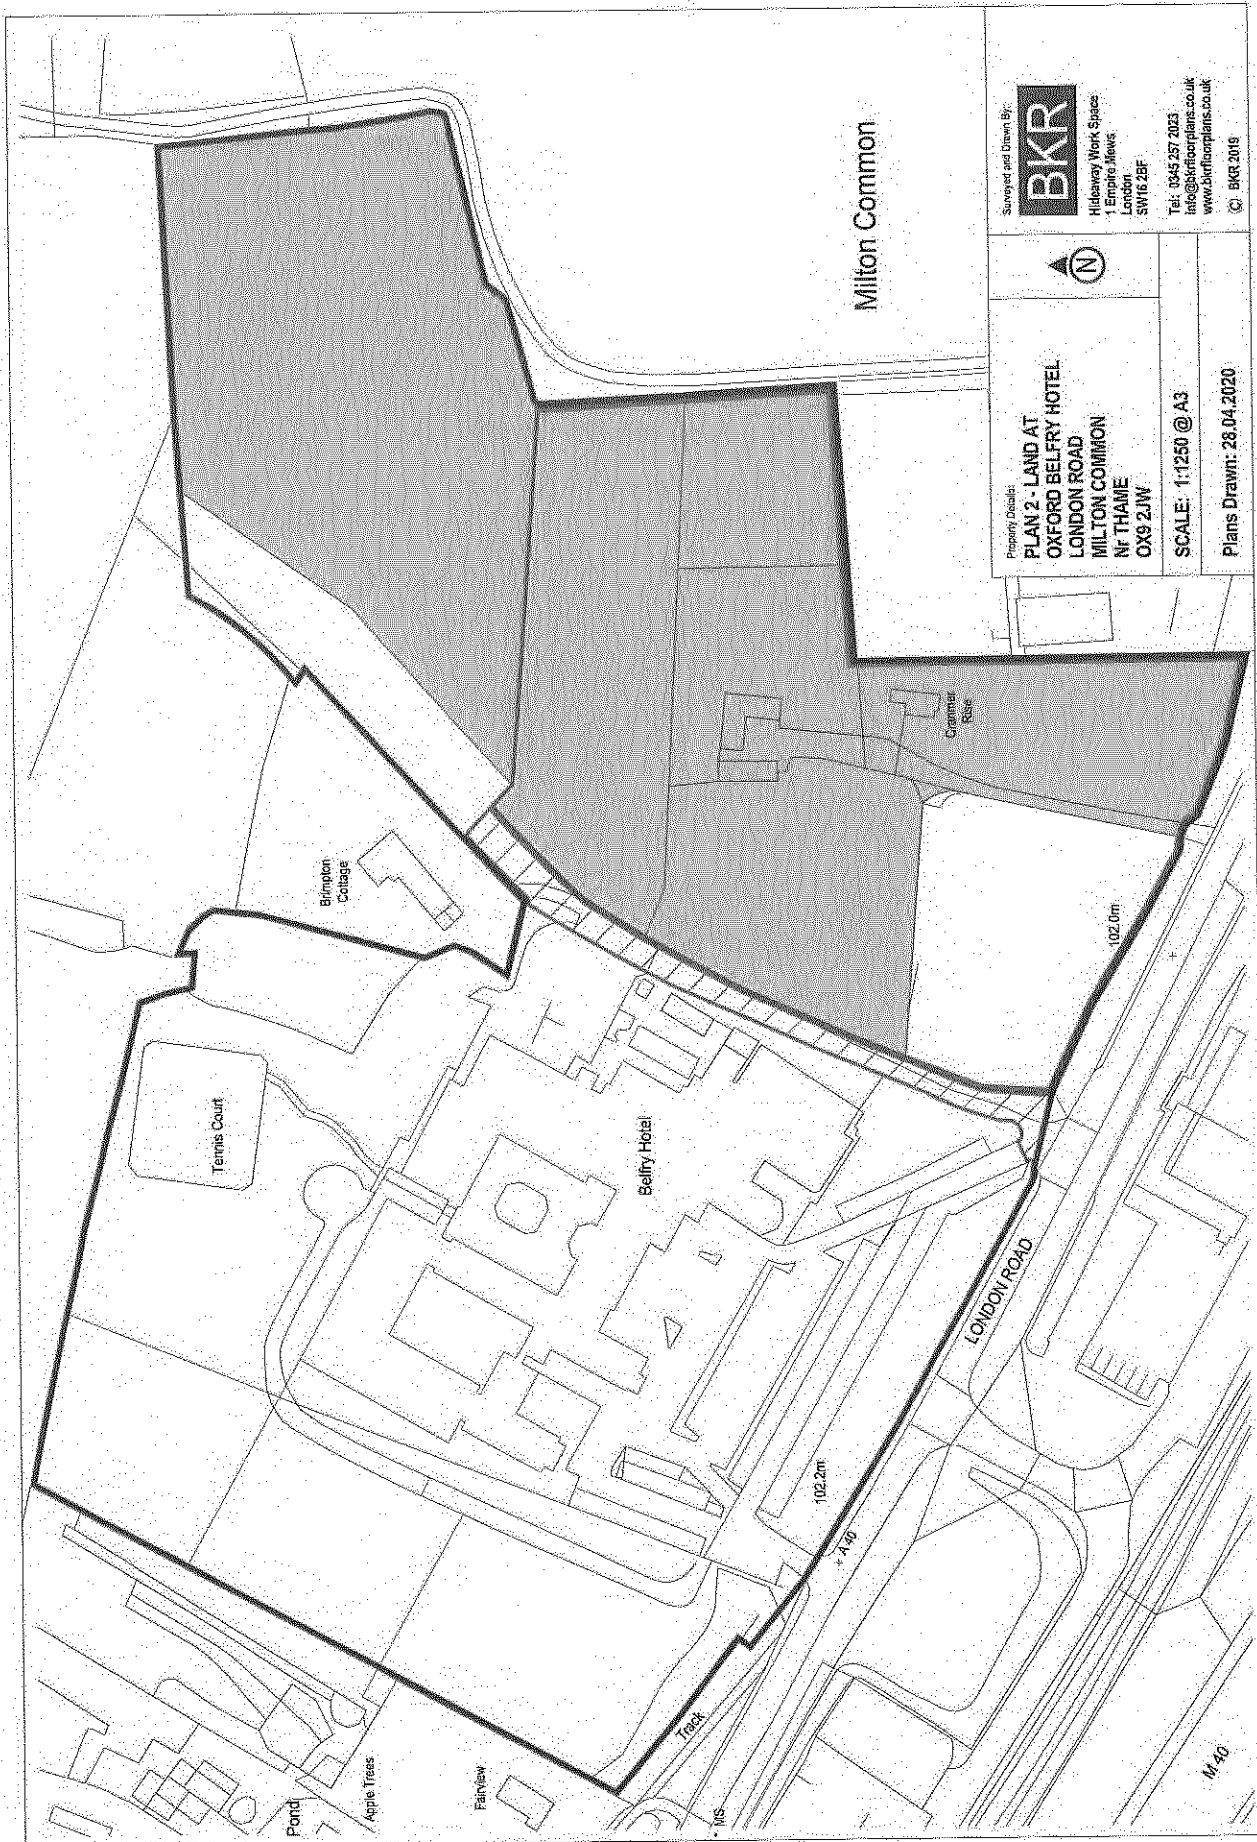 Pond
Apple Trees
Fairview
Track
MS
M 40
A 40
102.2m
LONDON ROAD
Tennis Court
Belfry Hotel
Brimpton
Cottage
102.0m
Cranmer
Rise
Milton Common
Property Details:
PLAN 2 - LAND AT
OXFORD BELFRY HOTEL
LONDON ROAD
MILTON COMMON
Nr THAME
OX9 2JW
SCALE: 1:1250 @ A3
Plans Drawn: 28.04.2020
N
Surveyed and Drawn By:
BKR
Hideaway Work Space
1 Empire Mews
London
SW16 2BF
Tel: 0345 257 2023
info@bkrfloorplans.co.uk
www.bkrfloorplans.co.uk
© BKR 2019